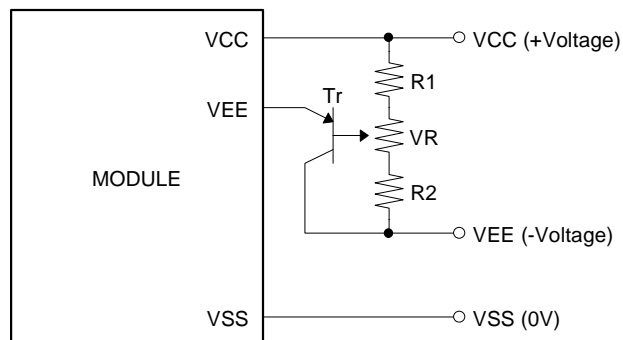 VCC
VCC (+Voltage)
R1
Tr
VEE
VR
MODULE
R2
VEE (-Voltage)
VSS
VSS (0V)